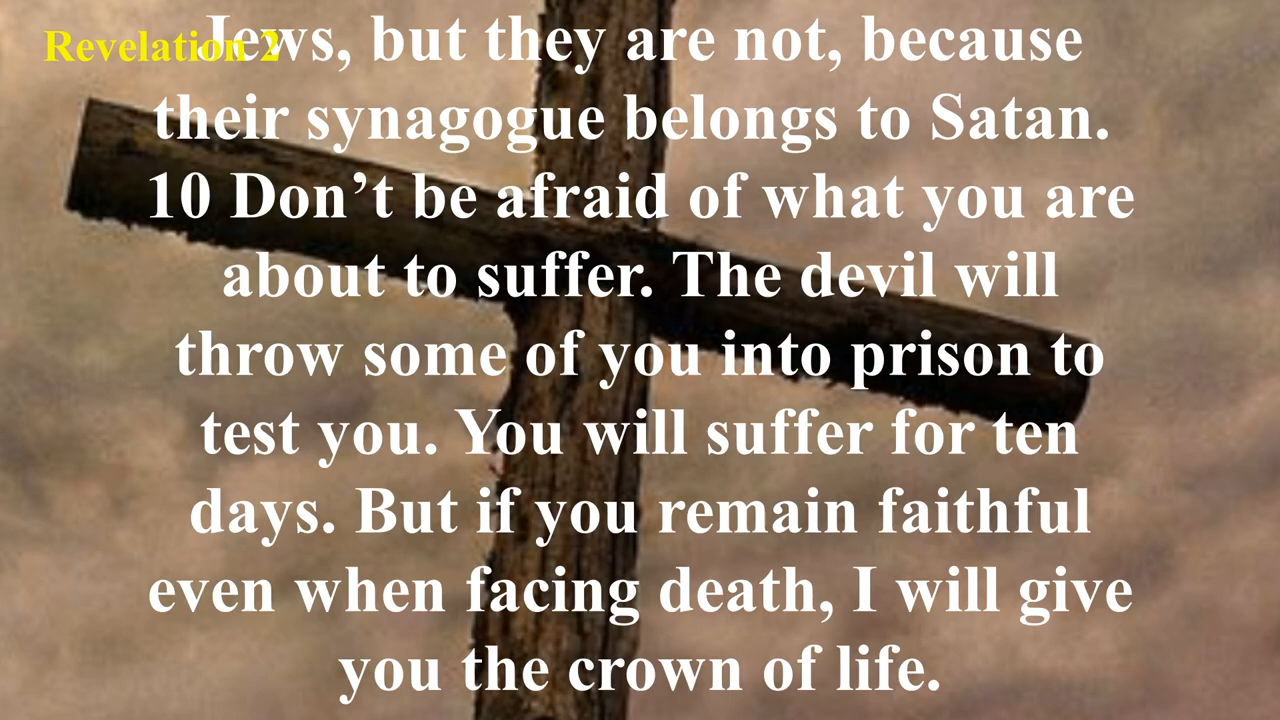 Revelation 2
Jews, but they are not, because
their synagogue belongs to Satan.
10 Don’t be afraid of what you are
about to suffer. The devil will
throw some of you into prison to
test you. You will suffer for ten
days. But if you remain faithful
even when facing death, I will give
you the crown of life.